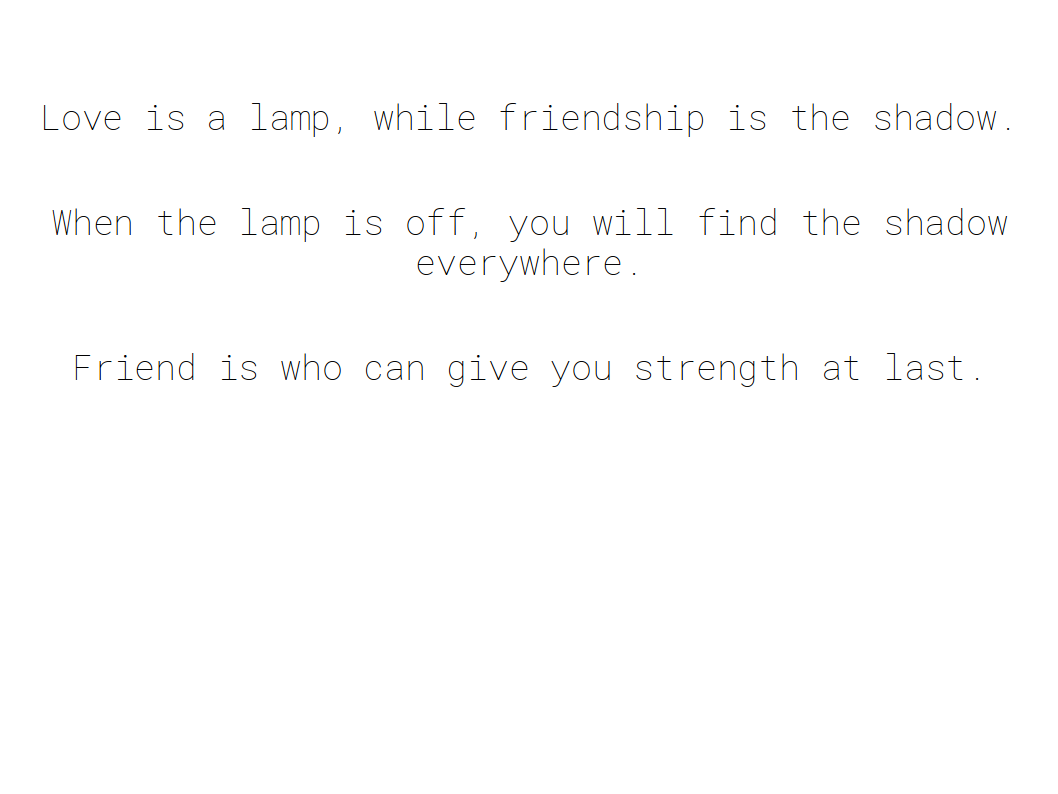 Love is a lamp, while friendship is the shadow.
When the lamp is off, you will find the shadow
everywhere.
Friend is who can give you strength at last.